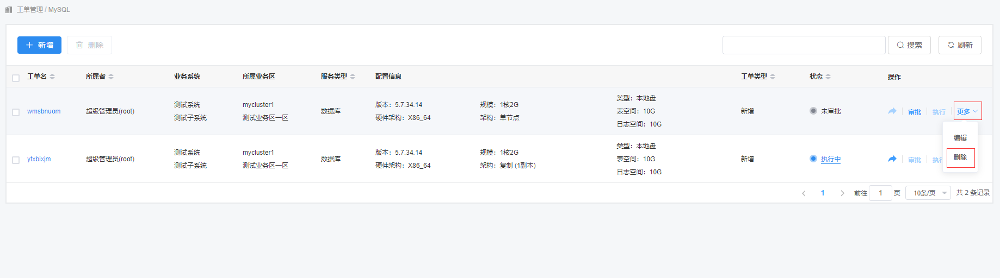 工单管理 / MySQL
新增 删除 搜索 刷新
工单名 所属者 业务系统 所属业务区 服务类型 配置信息 工单类型 状态 操作
wmsbnuom 超级管理员(root) 测试系统 测试子系统 mycluster1 测试业务区一区 数据库 版本：5.7.34.14 硬件架构：X86_64 规模：1核2G 架构：单节点 类型：本地盘 表空间：10G 日志空间：10G 新增 未审批 审批 执行 更多
编辑
删除
ytxbixjm 超级管理员(root) 测试系统 测试子系统 mycluster1 测试业务区一区 数据库 版本：5.7.34.14 硬件架构：X86_64 规模：1核2G 架构：复制 (1副本) 类型：本地盘 表空间：10G 日志空间：10G 新增 执行中 审批
1 前往 1 页 10条/页 共 2 条记录